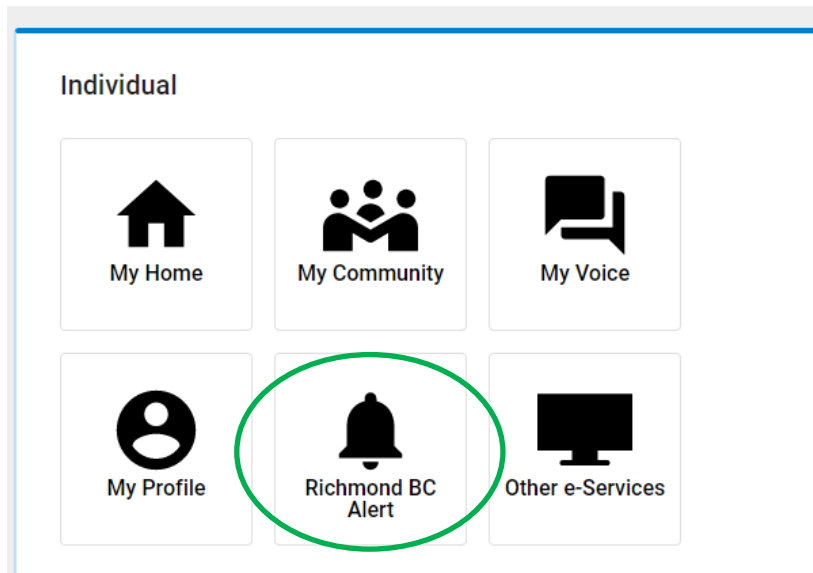 Individual
My Home
My Community
My Voice
My Profile
Richmond BC
Alert
Other e-Services